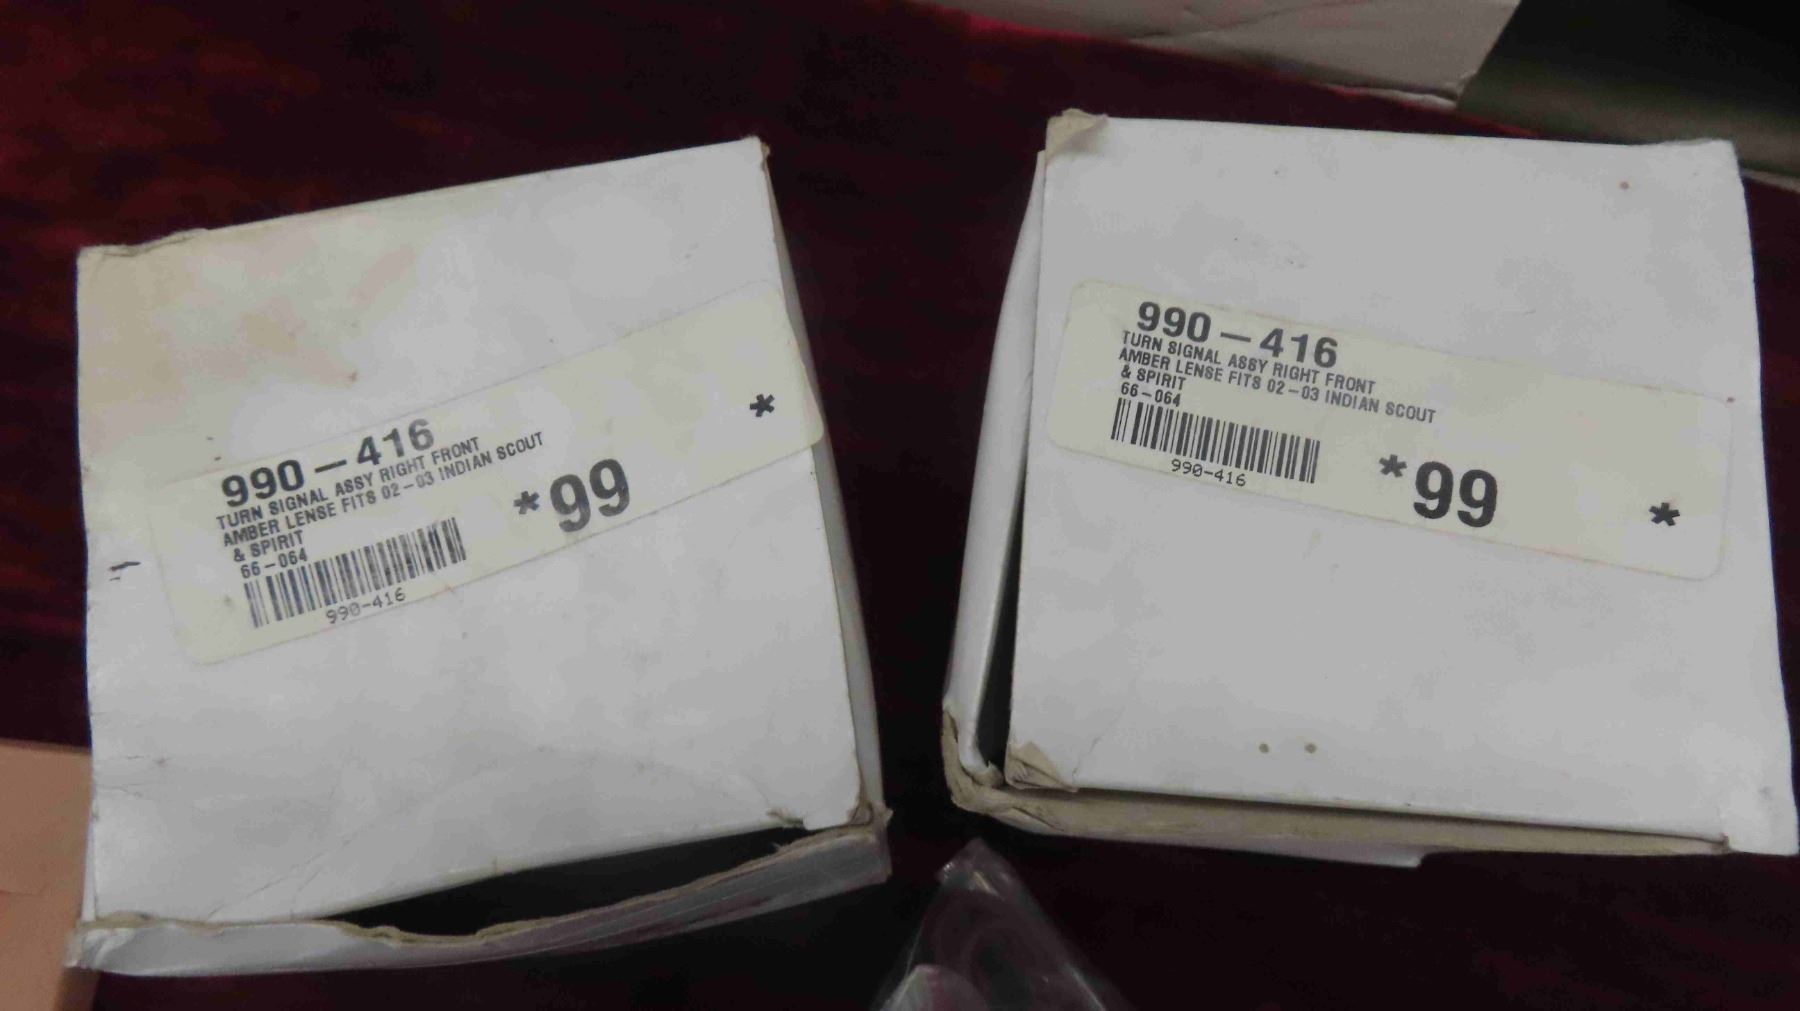 990-416
TURN SIGNAL ASSY RIGHT FRONT
AMBER LENSE FITS 02-03 INDIAN SCOUT
& SPIRIT
66-064
990-416
*99
*
990-416
TURN SIGNAL ASSY RIGHT FRONT
AMBER LENSE FITS 02-03 INDIAN SCOUT
& SPIRIT
66-064
990-416
*99
*